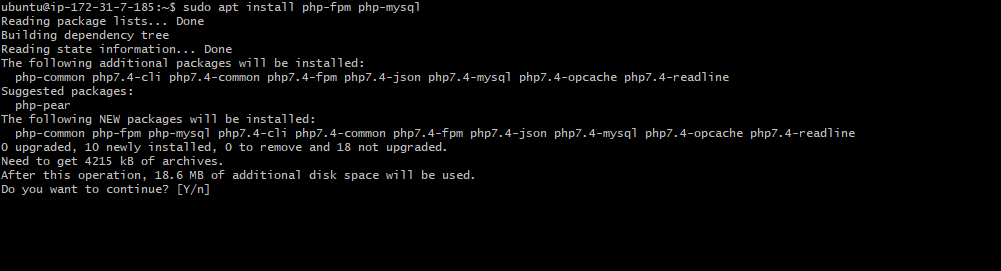 ubuntu@ip-172-31-7-185:~$ sudo apt install php-fpm php-mysql
Reading package lists... Done
Building dependency tree
Reading state information... Done
The following additional packages will be installed:
  php-common php7.4-cli php7.4-common php7.4-fpm php7.4-json php7.4-mysql php7.4-opcache php7.4-readline
Suggested packages:
  php-pear
The following NEW packages will be installed:
  php-common php-fpm php-mysql php7.4-cli php7.4-common php7.4-fpm php7.4-json php7.4-mysql php7.4-opcache php7.4-readline
0 upgraded, 10 newly installed, 0 to remove and 18 not upgraded.
Need to get 4215 kB of archives.
After this operation, 18.6 MB of additional disk space will be used.
Do you want to continue? [Y/n]